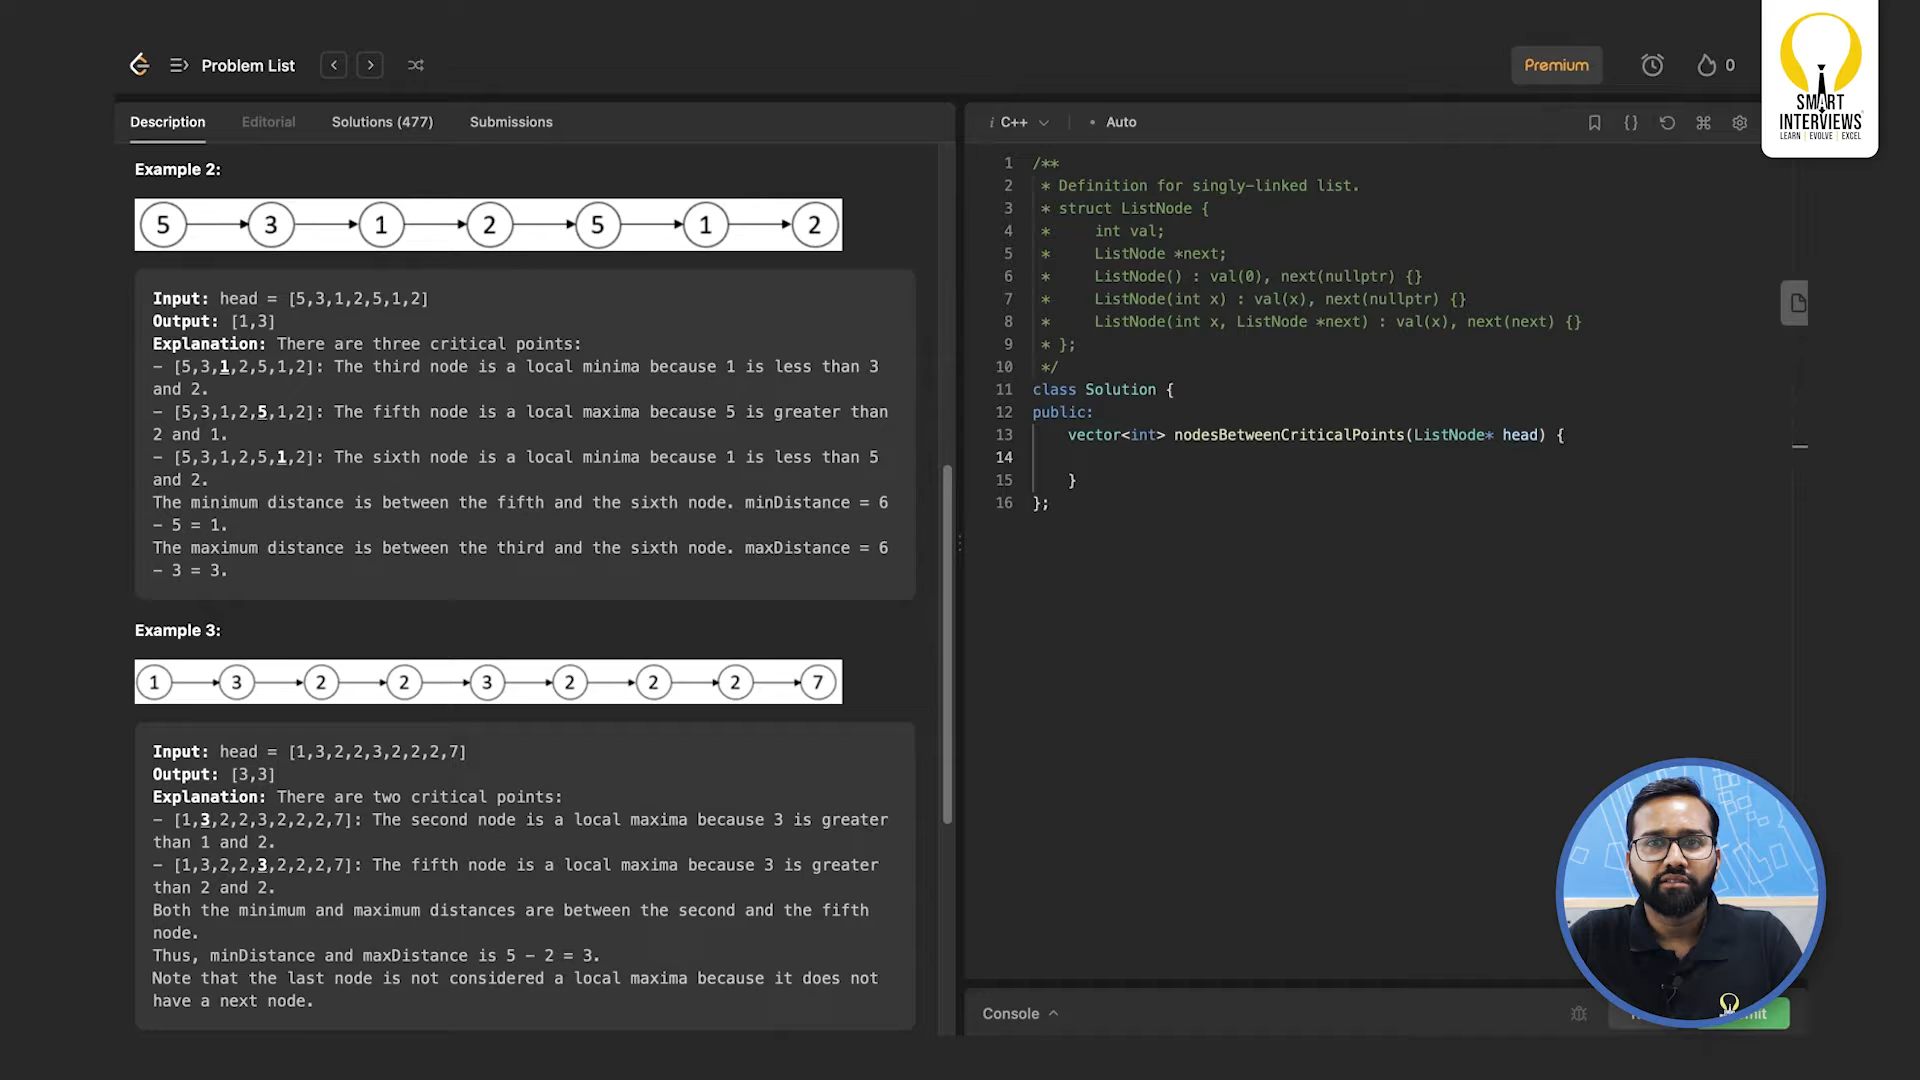 Problem List
Premium
0
SMART
INTERVIEWS
LEARN | EVOLVE | EXCEL
Description
Editorial
Solutions (477)
Submissions
Example 2:
5 3 1 2 5 1 2
Input: head = [5,3,1,2,5,1,2]
Output: [1,3]
Explanation: There are three critical points:
- [5,3,1,2,5,1,2]: The third node is a local minima because 1 is less than 3
and 2.
- [5,3,1,2,5,1,2]: The fifth node is a local maxima because 5 is greater than
2 and 1.
- [5,3,1,2,5,1,2]: The sixth node is a local minima because 1 is less than 5
and 2.
The minimum distance is between the fifth and the sixth node. minDistance = 6
- 5 = 1.
The maximum distance is between the third and the sixth node. maxDistance = 6
- 3 = 3.
Example 3:
1 3 2 2 3 2 2 2 7
Input: head = [1,3,2,2,3,2,2,2,7]
Output: [3,3]
Explanation: There are two critical points:
- [1,3,2,2,3,2,2,2,7]: The second node is a local maxima because 3 is greater
than 1 and 2.
- [1,3,2,2,3,2,2,2,7]: The fifth node is a local maxima because 3 is greater
than 2 and 2.
Both the minimum and maximum distances are between the second and the fifth
node.
Thus, minDistance and maxDistance is 5 - 2 = 3.
Note that the last node is not considered a local maxima because it does not
have a next node.
i C++
• Auto
1 /**
2 * Definition for singly-linked list.
3 * struct ListNode {
4 *     int val;
5 *     ListNode *next;
6 *     ListNode() : val(0), next(nullptr) {}
7 *     ListNode(int x) : val(x), next(nullptr) {}
8 *     ListNode(int x, ListNode *next) : val(x), next(next) {}
9 * };
10 */
11 class Solution {
12 public:
13     vector<int> nodesBetweenCriticalPoints(ListNode* head) {
14
15     }
16 };
Console